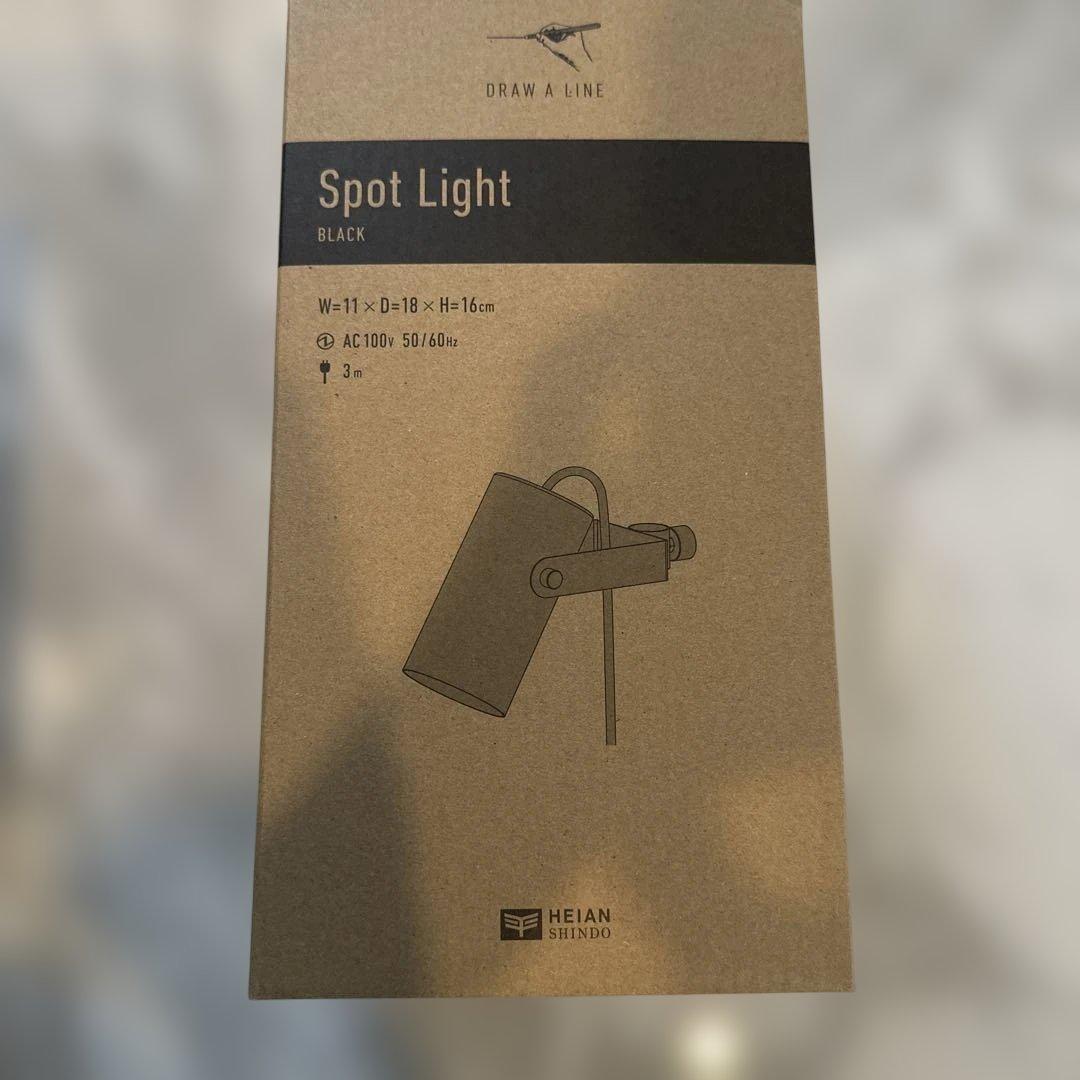 DRAW A LINE
Spot Light
BLACK
W=11×D=18×H=16cm
AC100V 50/60Hz
3m
HEIAN
SHINDO